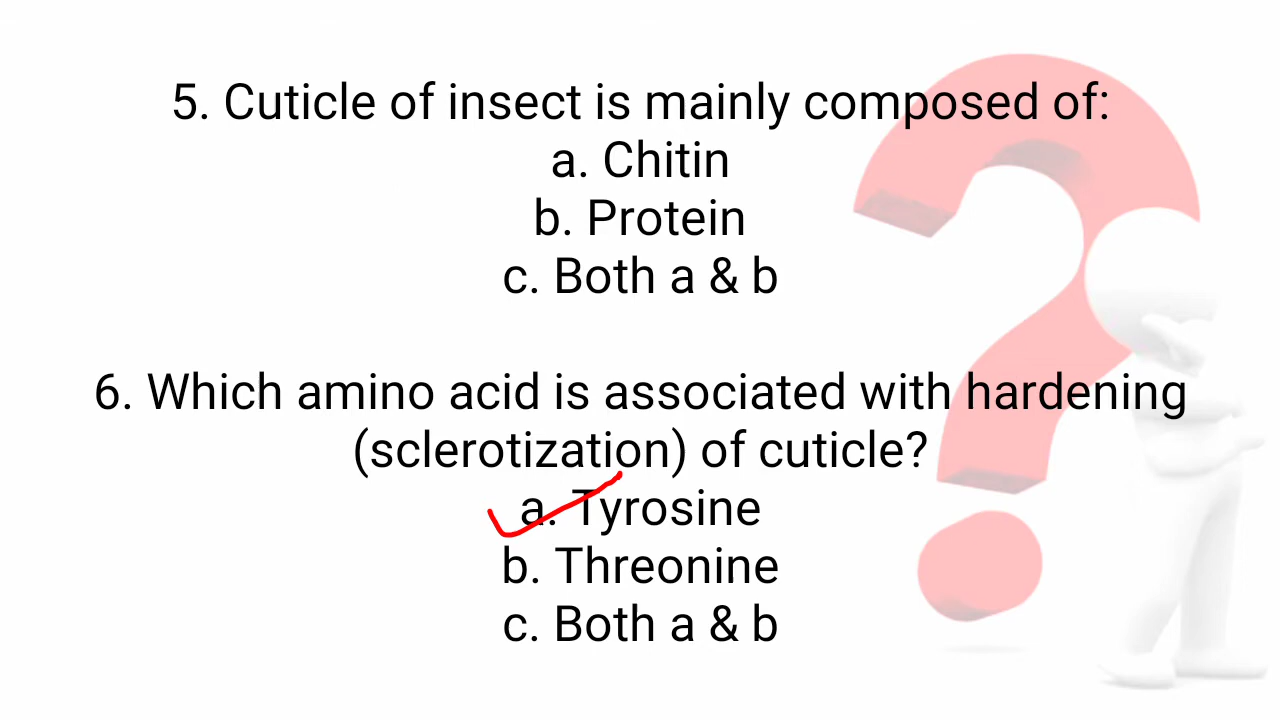 5. Cuticle of insect is mainly composed of:
a. Chitin
b. Protein
c. Both a & b
6. Which amino acid is associated with hardening
(sclerotization) of cuticle?
a. Tyrosine
b. Threonine
c. Both a & b